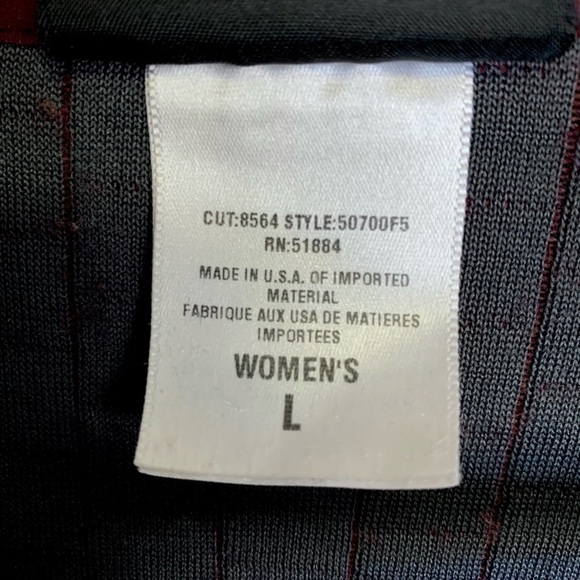 CUT:8564 STYLE:50700F5
RN:51884
MADE IN U.S.A. OF IMPORTED
MATERIAL
FABRIQUE AUX USA DE MATIERES
IMPORTEES
WOMEN'S
L